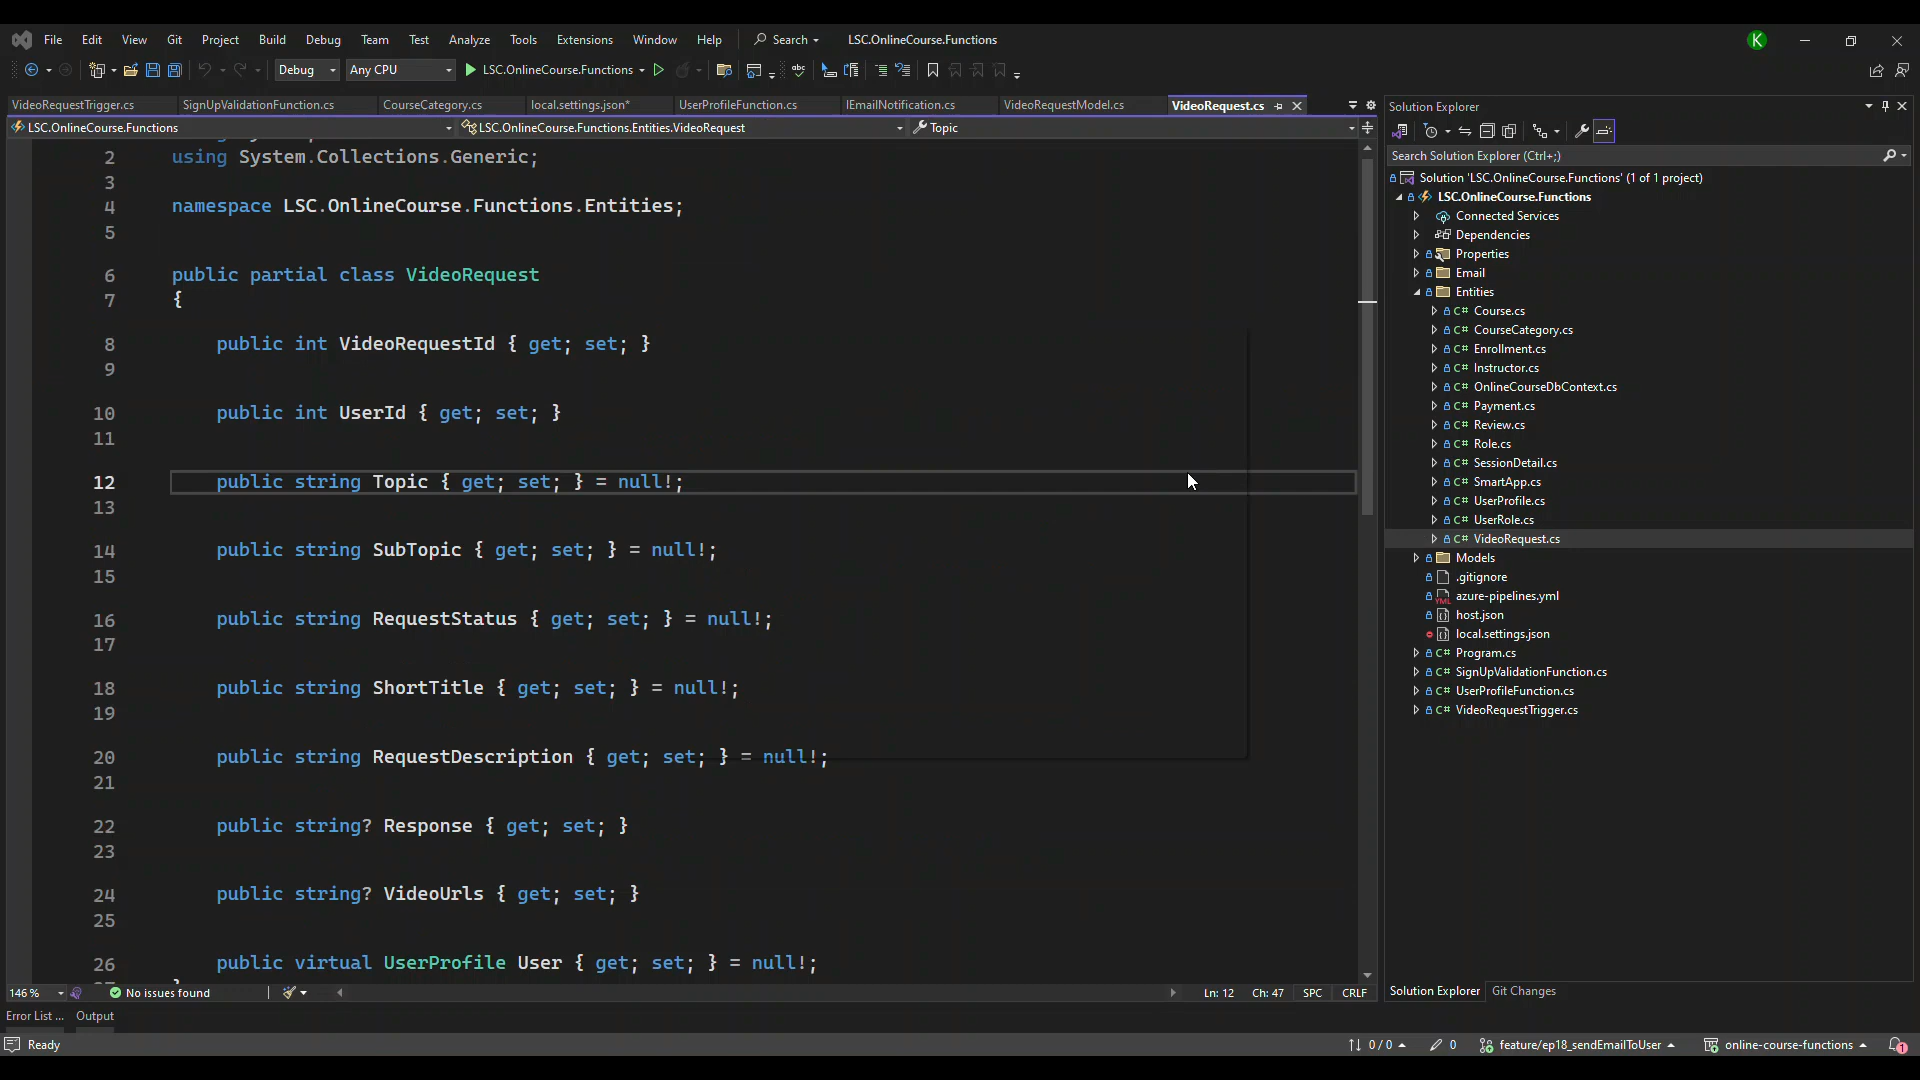 File Edit View Git Project Build Debug Team Test Analyze Tools Extensions Window Help Search LSC.OnlineCourse.Functions K
Debug Any CPU LSC.OnlineCourse.Functions
VideoRequestTrigger.cs SignUpValidationFunction.cs CourseCategory.cs local.settings.json* UserProfileFunction.cs IEmailNotification.cs VideoRequestModel.cs VideoRequest.cs
LSC.OnlineCourse.Functions LSC.OnlineCourse.Functions.Entities.VideoRequest Topic
2 using System.Collections.Generic;
3
4 namespace LSC.OnlineCourse.Functions.Entities;
5
6 public partial class VideoRequest
7 {
8 public int VideoRequestId { get; set; }
9
10 public int UserId { get; set; }
11
12 public string Topic { get; set; } = null!;
13
14 public string SubTopic { get; set; } = null!;
15
16 public string RequestStatus { get; set; } = null!;
17
18 public string ShortTitle { get; set; } = null!;
19
20 public string RequestDescription { get; set; } = null!;
21
22 public string? Response { get; set; }
23
24 public string? VideoUrls { get; set; }
25
26 public virtual UserProfile User { get; set; } = null!;
146 % No issues found Ln: 12 Ch: 47 SPC CRLF
Error List ... Output
Solution Explorer
Search Solution Explorer (Ctrl+;)
Solution 'LSC.OnlineCourse.Functions' (1 of 1 project)
LSC.OnlineCourse.Functions
Connected Services
Dependencies
Properties
Email
Entities
C# Course.cs
C# CourseCategory.cs
C# Enrollment.cs
C# Instructor.cs
C# OnlineCourseDbContext.cs
C# Payment.cs
C# Review.cs
C# Role.cs
C# SessionDetail.cs
C# SmartApp.cs
C# UserProfile.cs
C# UserRole.cs
C# VideoRequest.cs
Models
.gitignore
YML azure-pipelines.yml
host.json
local.settings.json
C# Program.cs
C# SignUpValidationFunction.cs
C# UserProfileFunction.cs
C# VideoRequestTrigger.cs
Solution Explorer Git Changes
Ready 0 / 0 0 feature/ep18_sendEmailToUser online-course-functions 1